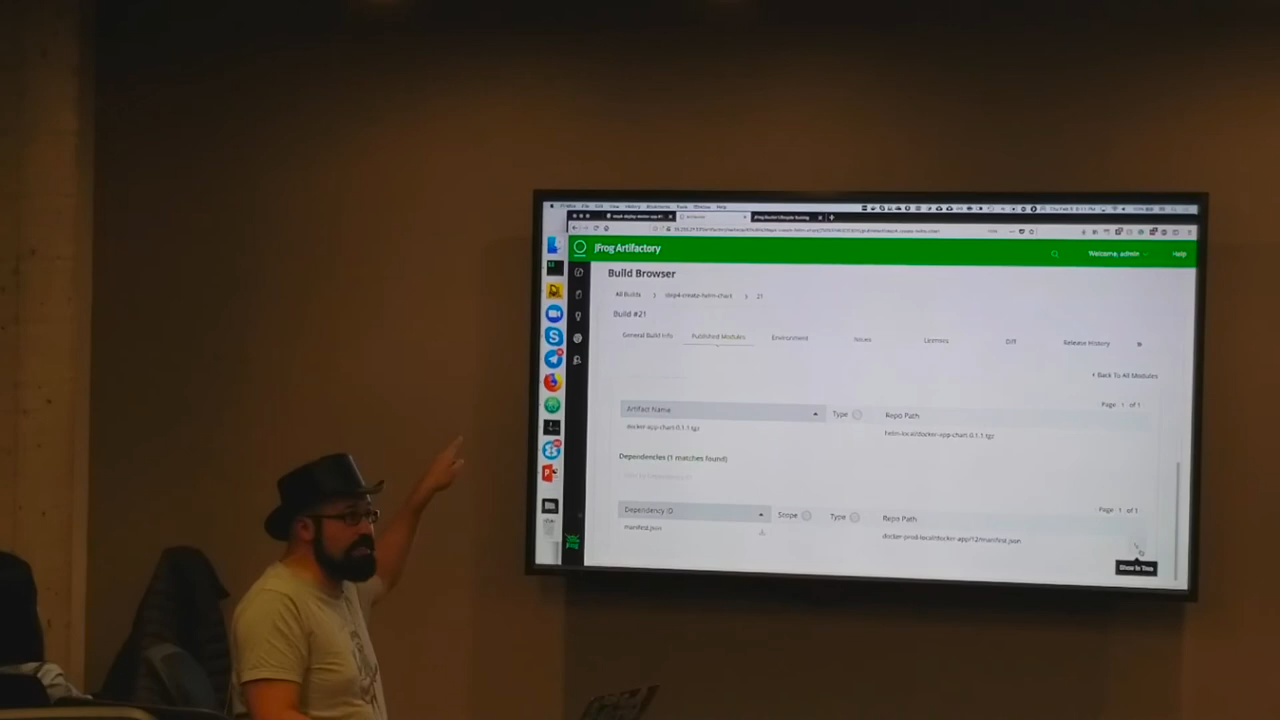 JFrog Artifactory
Welcome, admin
Help
Build Browser
All Builds > step4-create-helm-chart > 21
Build #21
General Build Info Published Modules Environment Issues Licenses Diff Release History »
Back To All Modules
Page 1 of 1
Artifact Name Type Repo Path
docker-app-chart-0.1.1.tgz helm-local/docker-app-chart-0.1.1.tgz
Dependencies (1 matches found)
Page 1 of 1
Dependency ID Scope Type Repo Path
manifest.json docker-prod-local/docker-app/12/manifest.json
Show In Tree